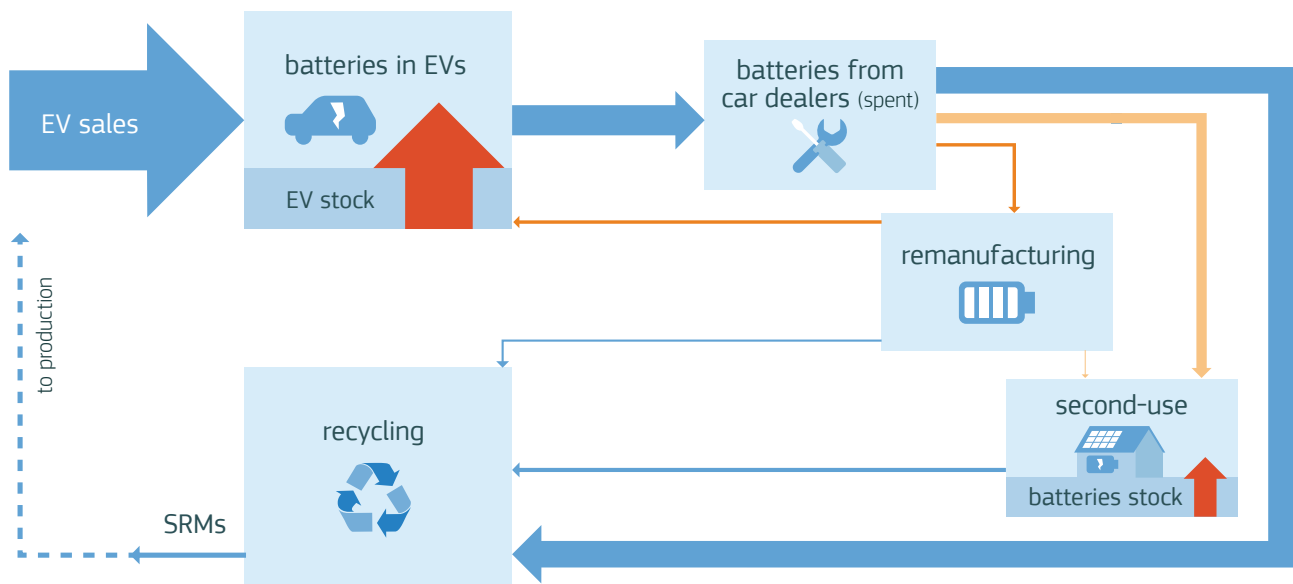 batteries in EVs
batteries from
car dealers (spent)
EV sales
EV stock
remanufacturing
to production
second-use
recycling
batteries stock
SRMs